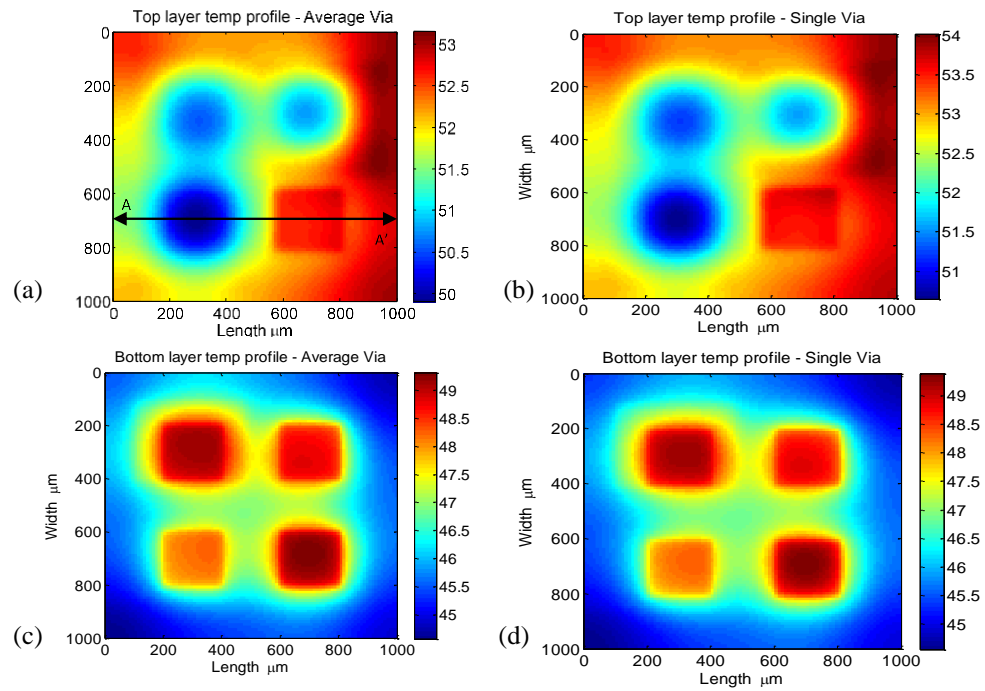 Top layer temp profile - Average Via
0
200
400
600
800
1000
0 200 400 600 800 1000
Length μm
A
A'
53
52.5
52
51.5
51
50.5
50
(a)
Top layer temp profile - Single Via
Width μm
0
200
400
600
800
1000
0 200 400 600 800 1000
Length μm
54
53.5
53
52.5
52
51.5
51
(b)
Bottom layer temp profile - Average Via
Width μm
0
200
400
600
800
1000
0 200 400 600 800 1000
Length μm
49
48.5
48
47.5
47
46.5
46
45.5
45
(c)
Bottom layer temp profile - Single Via
Width μm
0
200
400
600
800
1000
0 200 400 600 800 1000
Length μm
49
48.5
48
47.5
47
46.5
46
45.5
45
(d)